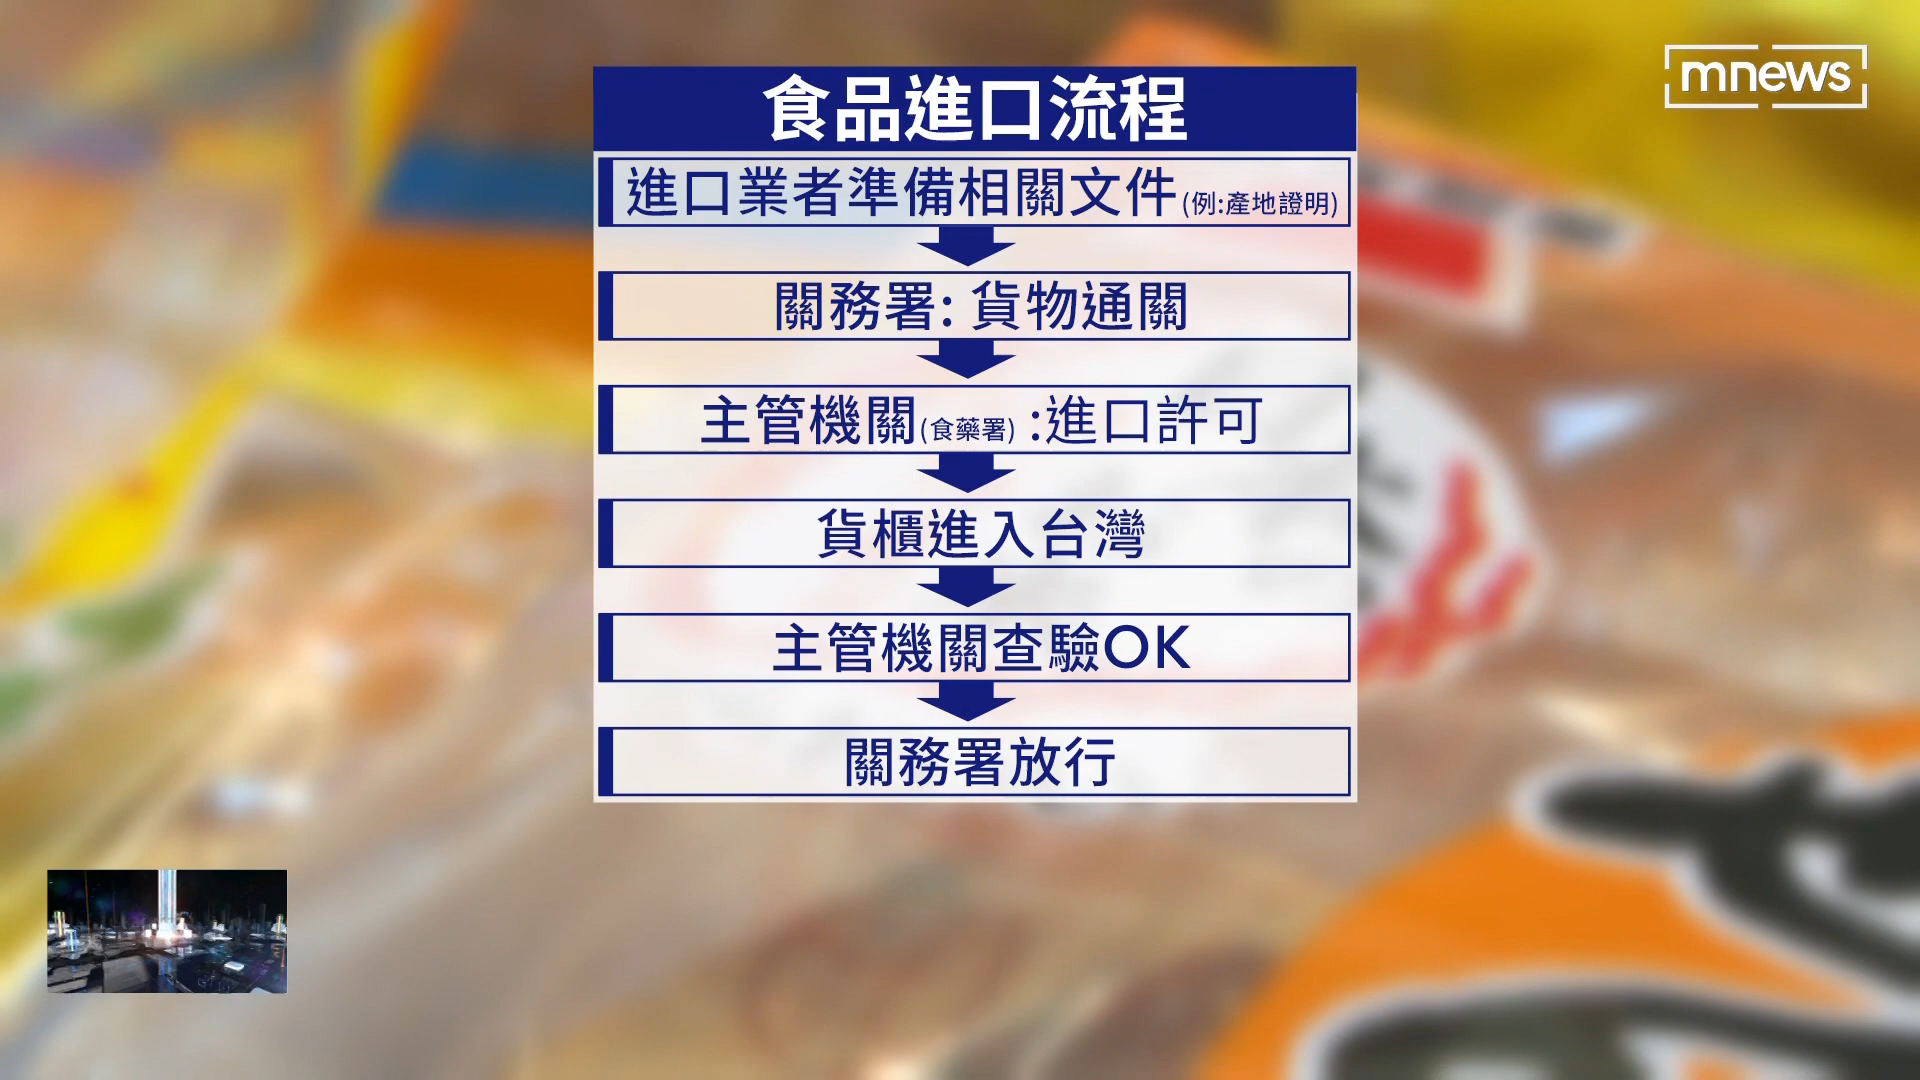 mnews
食品進口流程
進口業者準備相關文件(例:產地證明)
關務署: 貨物通關
主管機關(食藥署) :進口許可
貨櫃進入台灣
主管機關查驗OK
關務署放行